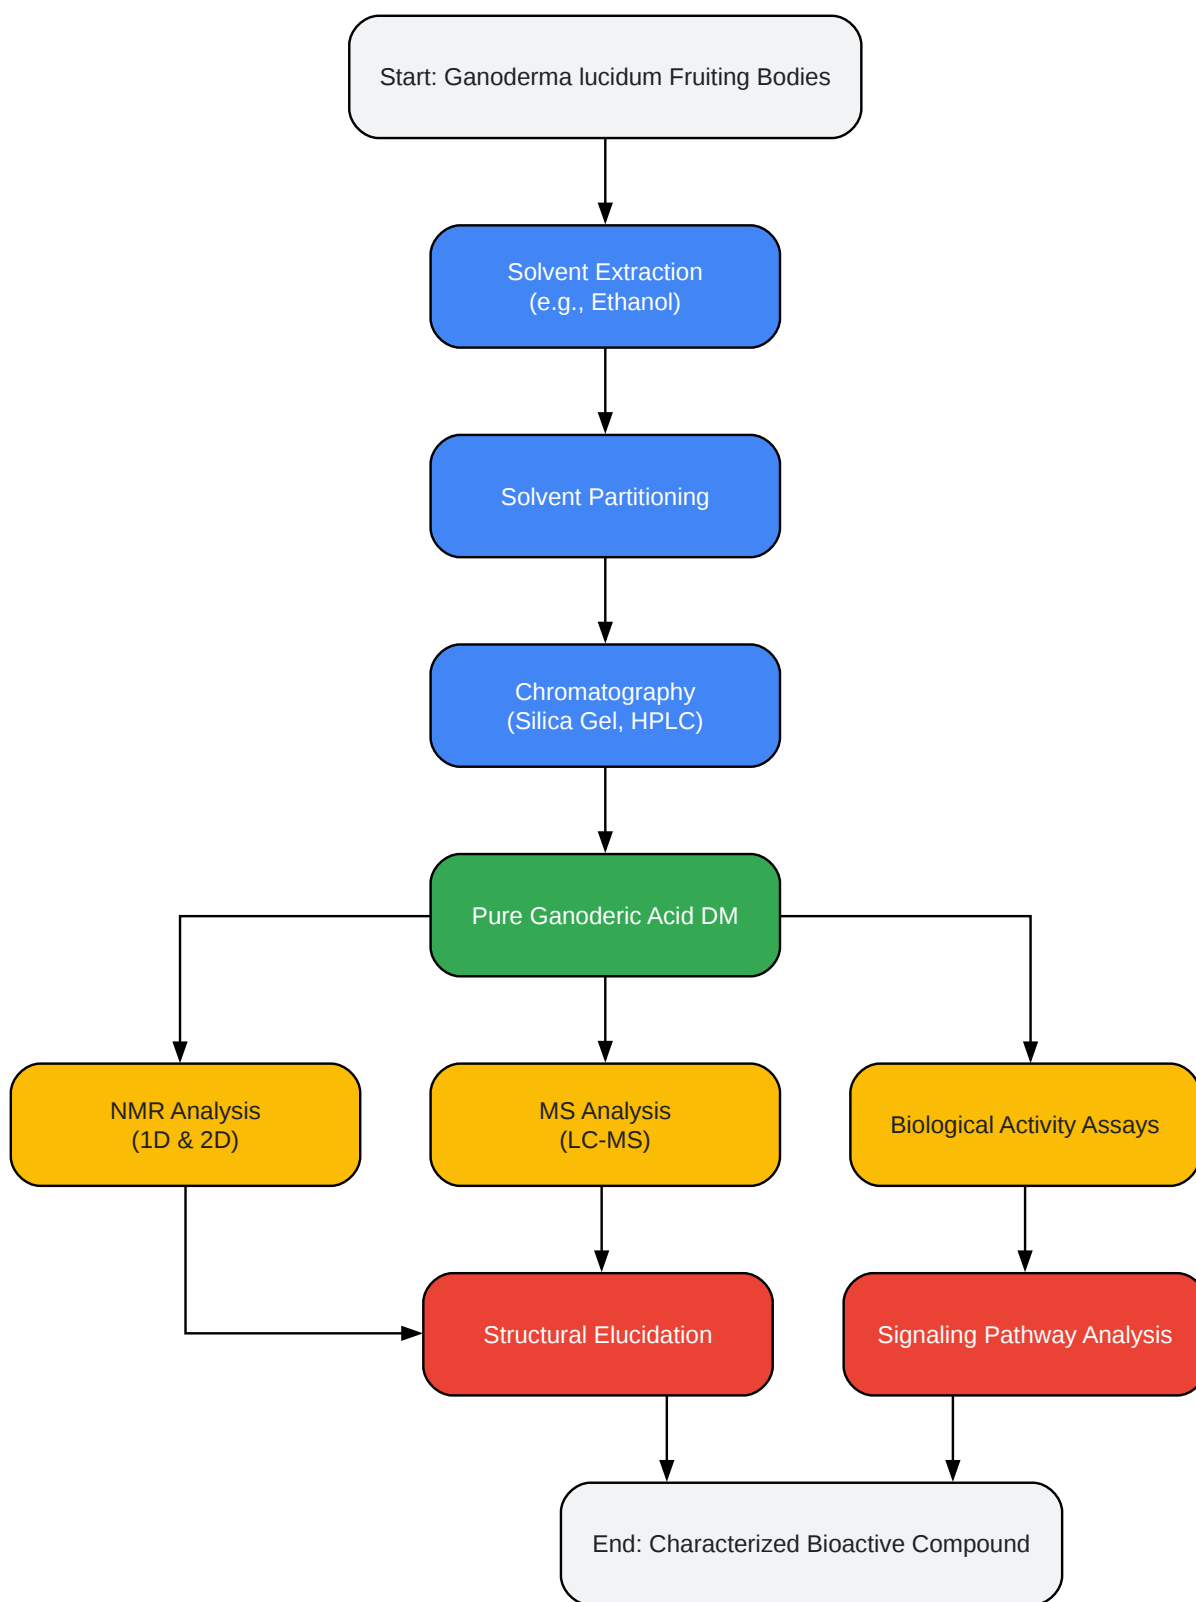 Start: Ganoderma lucidum Fruiting Bodies
Solvent Extraction
(e.g., Ethanol)
Solvent Partitioning
Chromatography
(Silica Gel, HPLC)
Pure Ganoderic Acid DM
NMR Analysis
(1D & 2D)
MS Analysis
(LC-MS)
Biological Activity Assays
Structural Elucidation
Signaling Pathway Analysis
End: Characterized Bioactive Compound